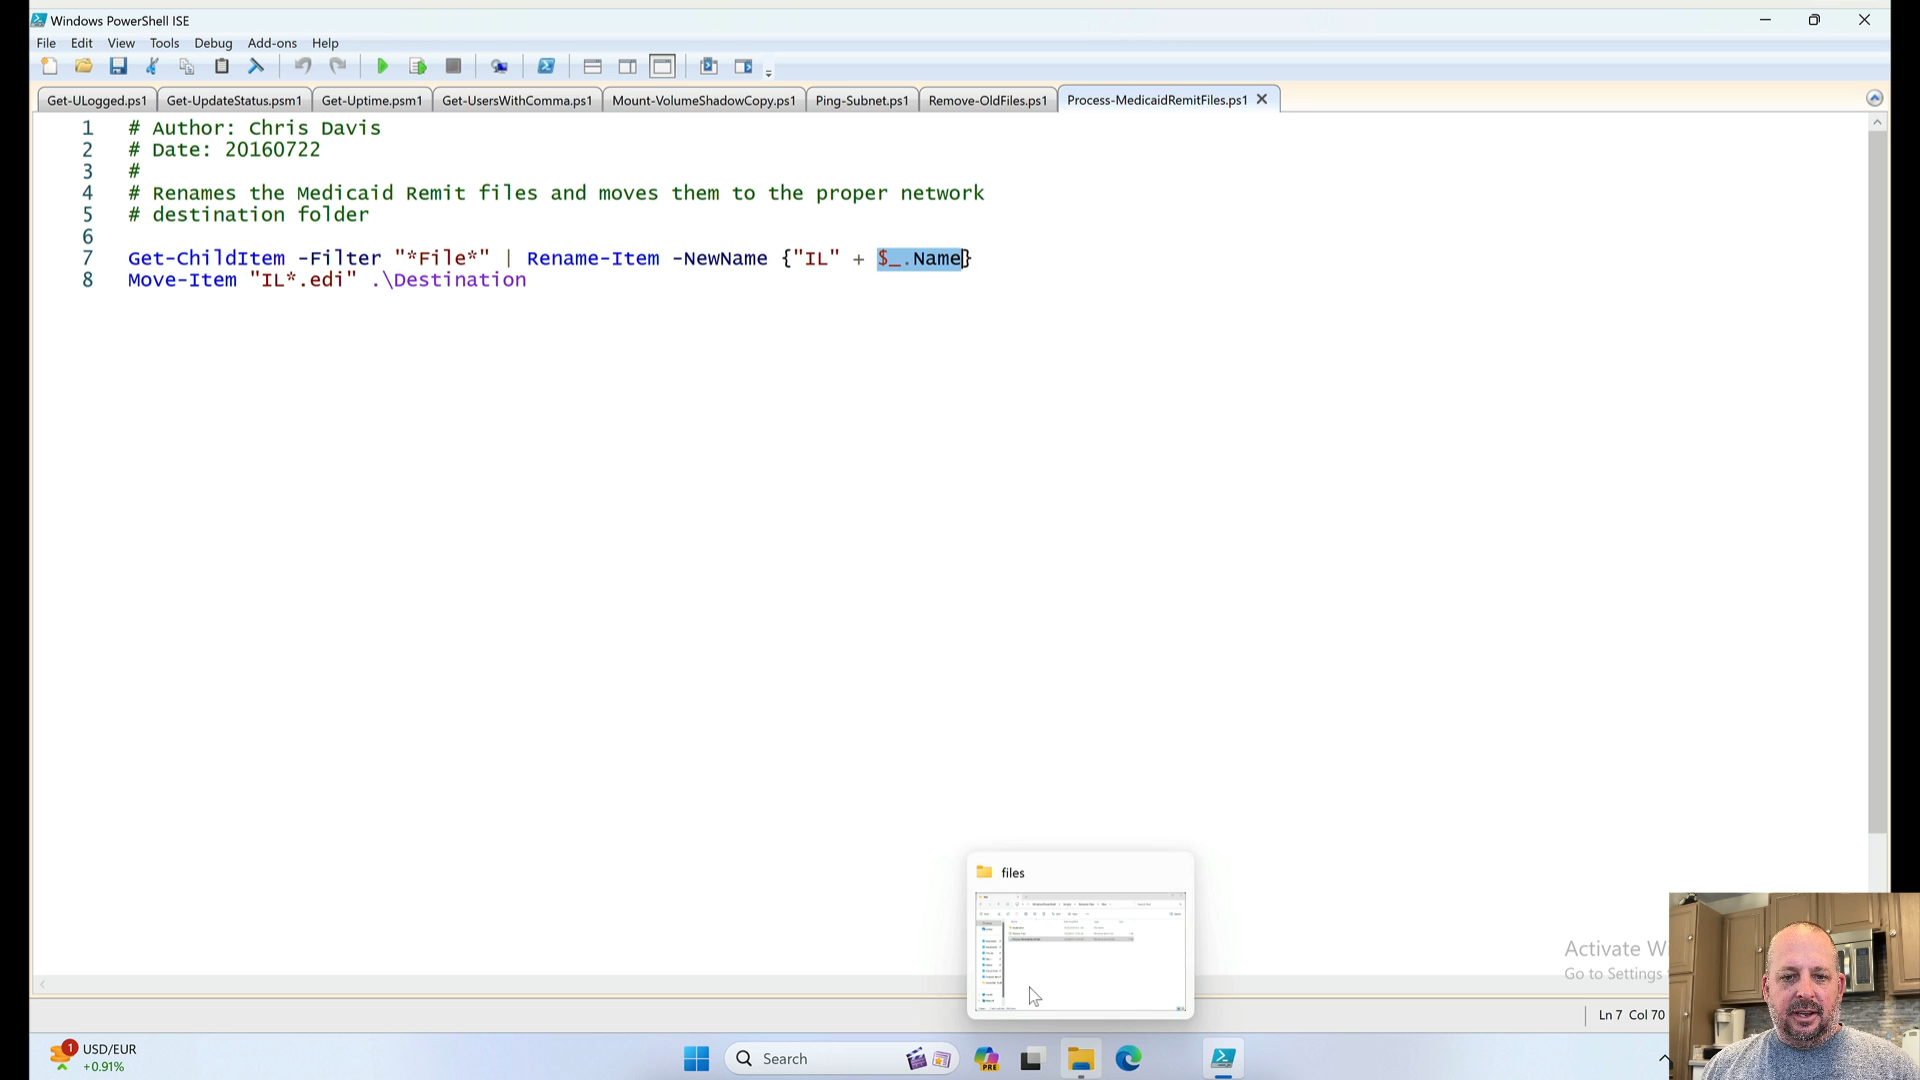 Windows PowerShell ISE
File Edit View Tools Debug Add-ons Help
Get-ULogged.ps1 Get-UpdateStatus.psm1 Get-Uptime.psm1 Get-UsersWithComma.ps1 Mount-VolumeShadowCopy.ps1 Ping-Subnet.ps1 Remove-OldFiles.ps1 Process-MedicaidRemitFiles.ps1
1 # Author: Chris Davis
2 # Date: 20160722
3 #
4 # Renames the Medicaid Remit files and moves them to the proper network
5 # destination folder
6
7 Get-ChildItem -Filter "*File*" | Rename-Item -NewName {"IL" + $_.Name}
8 Move-Item "IL*.edi" .\Destination
files
Activate
Go to Settings
Ln 7 Col 70
1 USD/EUR
+0.91%
Search
PRE